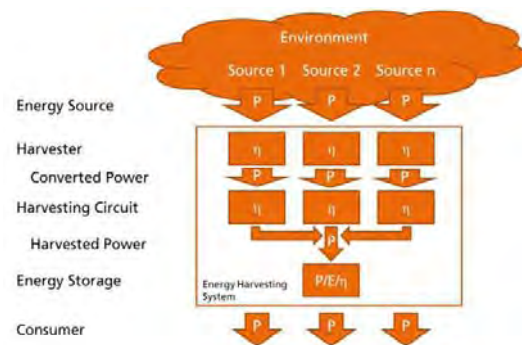 Environment
Source 1 Source 2 Source n
Energy Source P P P
Harvester η η η
Converted Power P P P
Harvesting Circuit η η η
Harvested Power P
Energy Storage P/E/η
Energy Harvesting
System
Consumer P P P